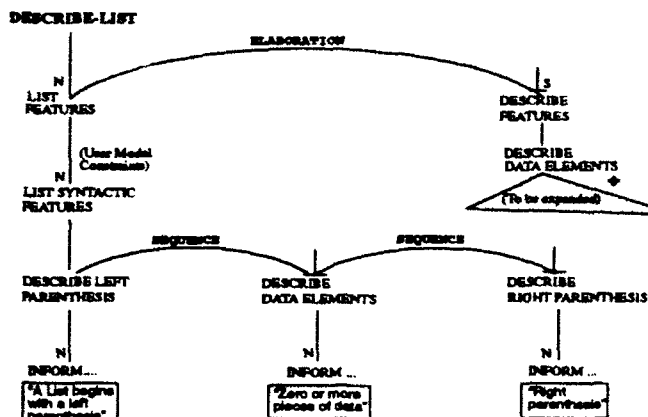 DESCRIBE-LIST
ELABORATION
N
S
LIST
FEATURES
DESCRIBE
FEATURES
(User Model
Constraints)
DESCRIBE
DATA ELEMENTS
N
LIST SYNTACTIC
FEATURES
(To be expanded)
SEQUENCE
SEQUENCE
DESCRIBE LEFT
PARENTHESIS
DESCRIBE
DATA ELEMENTS
DESCRIBE
RIGHT PARENTHESIS
N
N
N
INFORM ...
INFORM ...
INFORM ...
"A List begins
with a left
parenthesis"
"Zero or more
pieces of data"
"Right
parenthesis"